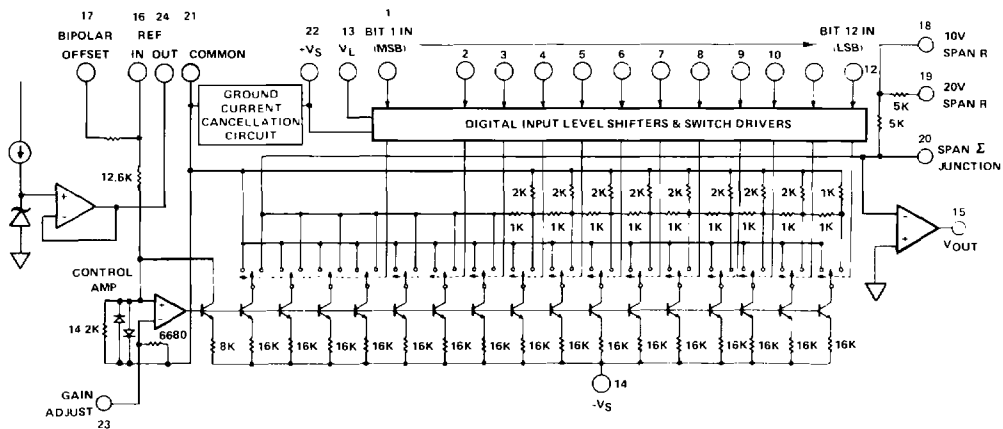 17 16 24 21
BIPOLAR OFFSET
REF
IN OUT COMMON
22
-VS
13
VL
1
BIT 1 IN
(MSB)
2 3 4 5 6 7 8 9 10
BIT 12 IN
(LSB)
12
18
10V
SPAN R
19
20V
SPAN R
5K
5K
20
SPAN Σ
JUNCTION
GROUND
CURRENT
CANCELLATION
CIRCUIT
DIGITAL INPUT LEVEL SHIFTERS & SWITCH DRIVERS
12.6K
2K 2K 2K 2K 2K 2K 2K 1K
1K 1K 1K 1K 1K 1K 1K 1K
15
VOUT
CONTROL
AMP
14 2K
6680
8K 16K 16K 16K 16K 16K 16K 16K 16K 16K 16K 16K 16K 16K 16K 16K
14
-VS
GAIN
ADJUST
23